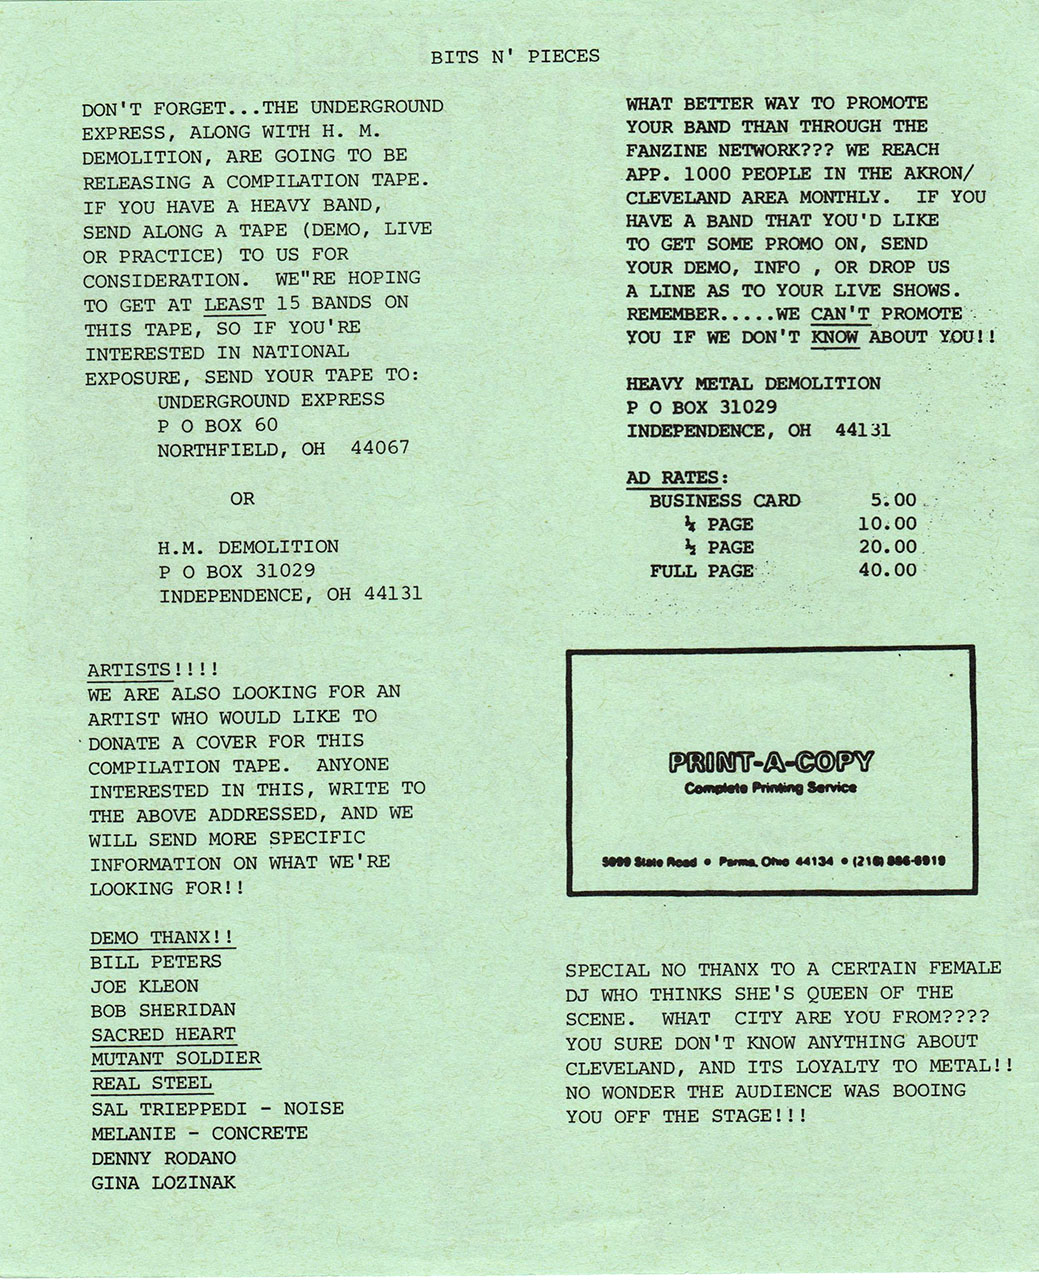 BITS N' PIECES
DON'T FORGET...THE UNDERGROUND
EXPRESS, ALONG WITH H. M.
DEMOLITION, ARE GOING TO BE
RELEASING A COMPILATION TAPE.
IF YOU HAVE A HEAVY BAND,
SEND ALONG A TAPE (DEMO, LIVE
OR PRACTICE) TO US FOR
CONSIDERATION.  WE"RE HOPING
TO GET AT LEAST 15 BANDS ON
THIS TAPE, SO IF YOU'RE
INTERESTED IN NATIONAL
EXPOSURE, SEND YOUR TAPE TO:
UNDERGROUND EXPRESS
P O BOX 60
NORTHFIELD, OH  44067
OR
H.M. DEMOLITION
P O BOX 31029
INDEPENDENCE, OH 44131
ARTISTS!!!!
WE ARE ALSO LOOKING FOR AN
ARTIST WHO WOULD LIKE TO
DONATE A COVER FOR THIS
COMPILATION TAPE.  ANYONE
INTERESTED IN THIS, WRITE TO
THE ABOVE ADDRESSED, AND WE
WILL SEND MORE SPECIFIC
INFORMATION ON WHAT WE'RE
LOOKING FOR!!
DEMO THANX!!
BILL PETERS
JOE KLEON
BOB SHERIDAN
SACRED HEART
MUTANT SOLDIER
REAL STEEL
SAL TRIEPPEDI - NOISE
MELANIE - CONCRETE
DENNY RODANO
GINA LOZINAK
WHAT BETTER WAY TO PROMOTE
YOUR BAND THAN THROUGH THE
FANZINE NETWORK??? WE REACH
APP. 1000 PEOPLE IN THE AKRON/
CLEVELAND AREA MONTHLY.  IF YOU
HAVE A BAND THAT YOU'D LIKE
TO GET SOME PROMO ON, SEND
YOUR DEMO, INFO , OR DROP US
A LINE AS TO YOUR LIVE SHOWS.
REMEMBER.....WE CAN'T PROMOTE
YOU IF WE DON'T KNOW ABOUT YOU!!
HEAVY METAL DEMOLITION
P O BOX 31029
INDEPENDENCE, OH  44131
AD RATES:
BUSINESS CARD 5.00
¼ PAGE 10.00
½ PAGE 20.00
FULL PAGE 40.00
PRINT-A-COPY
Complete Printing Service
State Road • Parma, Ohio 44134 • (216)
SPECIAL NO THANX TO A CERTAIN FEMALE
DJ WHO THINKS SHE'S QUEEN OF THE
SCENE.  WHAT  CITY ARE YOU FROM????
YOU SURE DON'T KNOW ANYTHING ABOUT
CLEVELAND, AND ITS LOYALTY TO METAL!!
NO WONDER THE AUDIENCE WAS BOOING
YOU OFF THE STAGE!!!